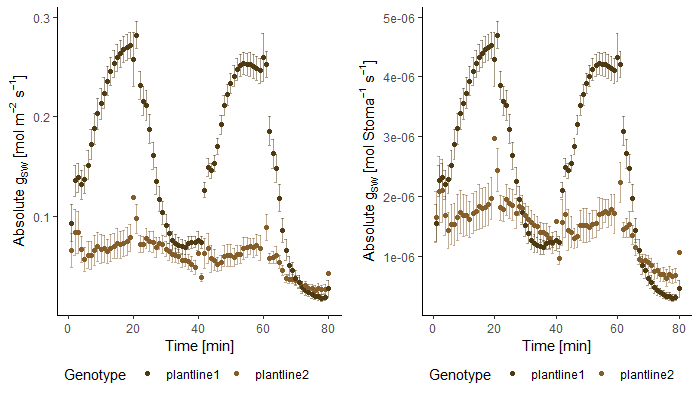 Absolute gsw [mol m⁻² s⁻¹]
0.3
0.2
0.1
0 20 40 60 80
Time [min]
Genotype plantline1 plantline2
Absolute gsw [mol Stoma⁻¹ s⁻¹]
5e-06
4e-06
3e-06
2e-06
1e-06
0 20 40 60 80
Time [min]
Genotype plantline1 plantline2